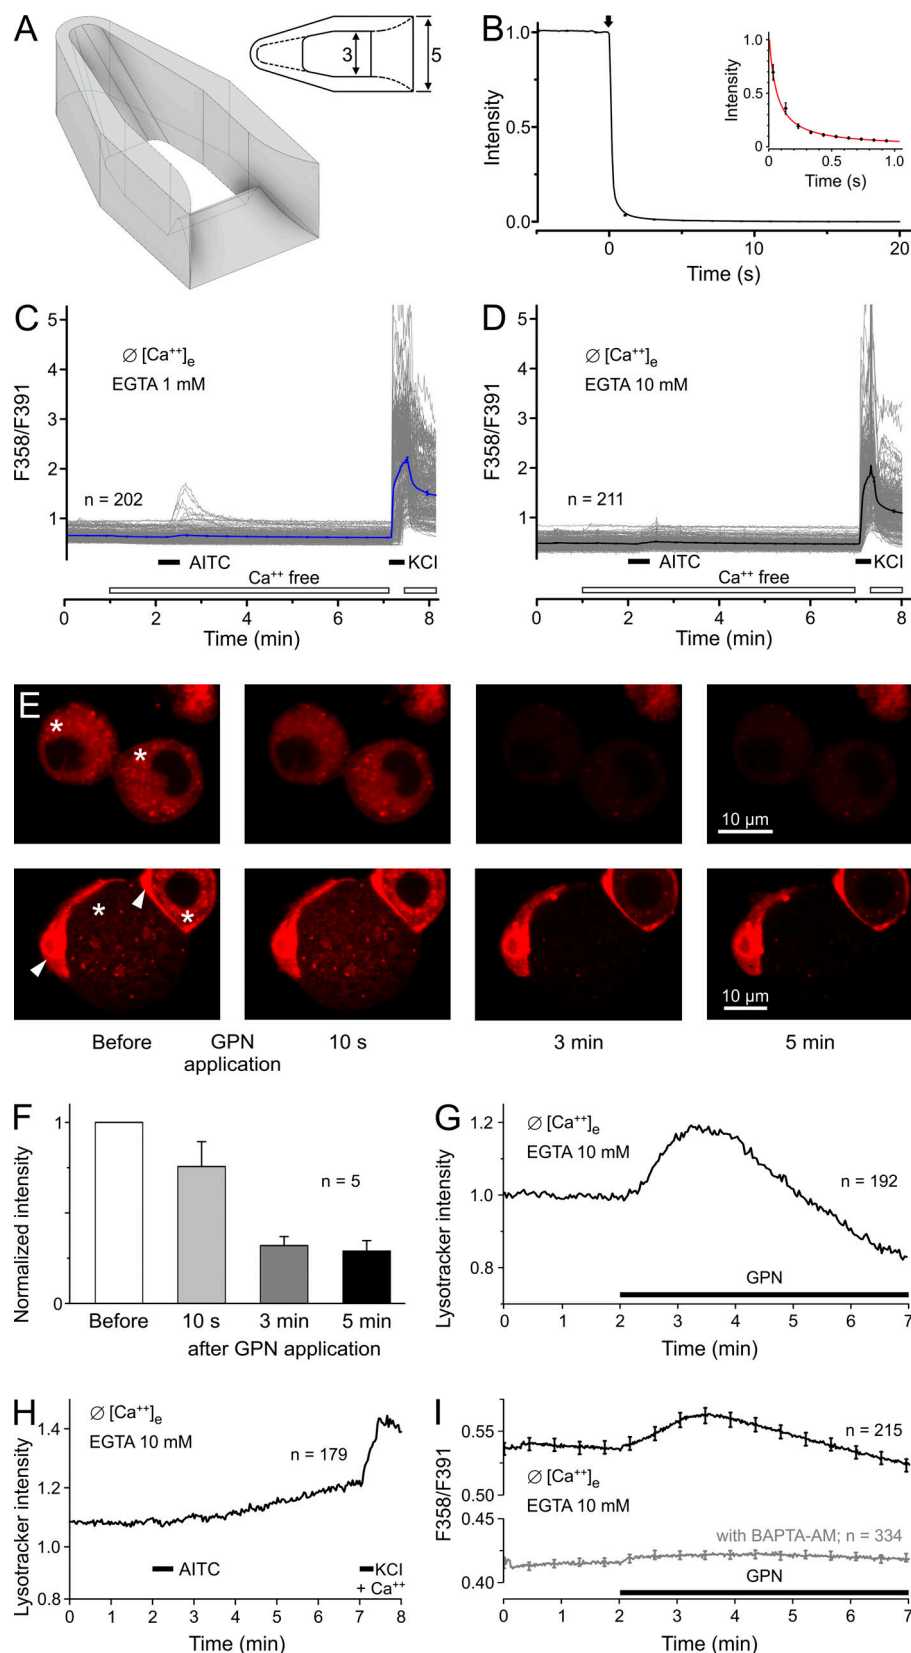 A
3
5
B
1.0
0.5
0.0
Intensity
0
10
20
Time (s)
1.0
0.5
0
Intensity
0
0.5
1.0
Time (s)
C
5
4
3
2
1
F358/F391
∅ [Ca⁺⁺]e
EGTA 1 mM
n = 202
AITC
KCl
Ca⁺⁺ free
0 2 4 6 8
Time (min)
D
5
4
3
2
1
F358/F391
∅ [Ca⁺⁺]e
EGTA 10 mM
n = 211
AITC
KCl
Ca⁺⁺ free
0 2 4 6 8
Time (min)
E
*
*
10 µm
*
*
10 µm
Before
GPN
application
10 s
3 min
5 min
F
1
0
Normalized intensity
n = 5
Before 10 s 3 min 5 min
after GPN application
G
1.2
1.0
0.8
Lysotracker intensity
∅ [Ca⁺⁺]e
EGTA 10 mM
n = 192
GPN
0 1 2 3 4 5 6 7
Time (min)
H
1.4
1.2
1.0
0.8
Lysotracker intensity
∅ [Ca⁺⁺]e
EGTA 10 mM
n = 179
AITC
KCl
+ Ca⁺⁺
0 1 2 3 4 5 6 7 8
Time (min)
I
0.55
0.50
0.45
0.40
F358/F391
n = 215
∅ [Ca⁺⁺]e
EGTA 10 mM
with BAPTA-AM; n = 334
GPN
0 1 2 3 4 5 6 7
Time (min)